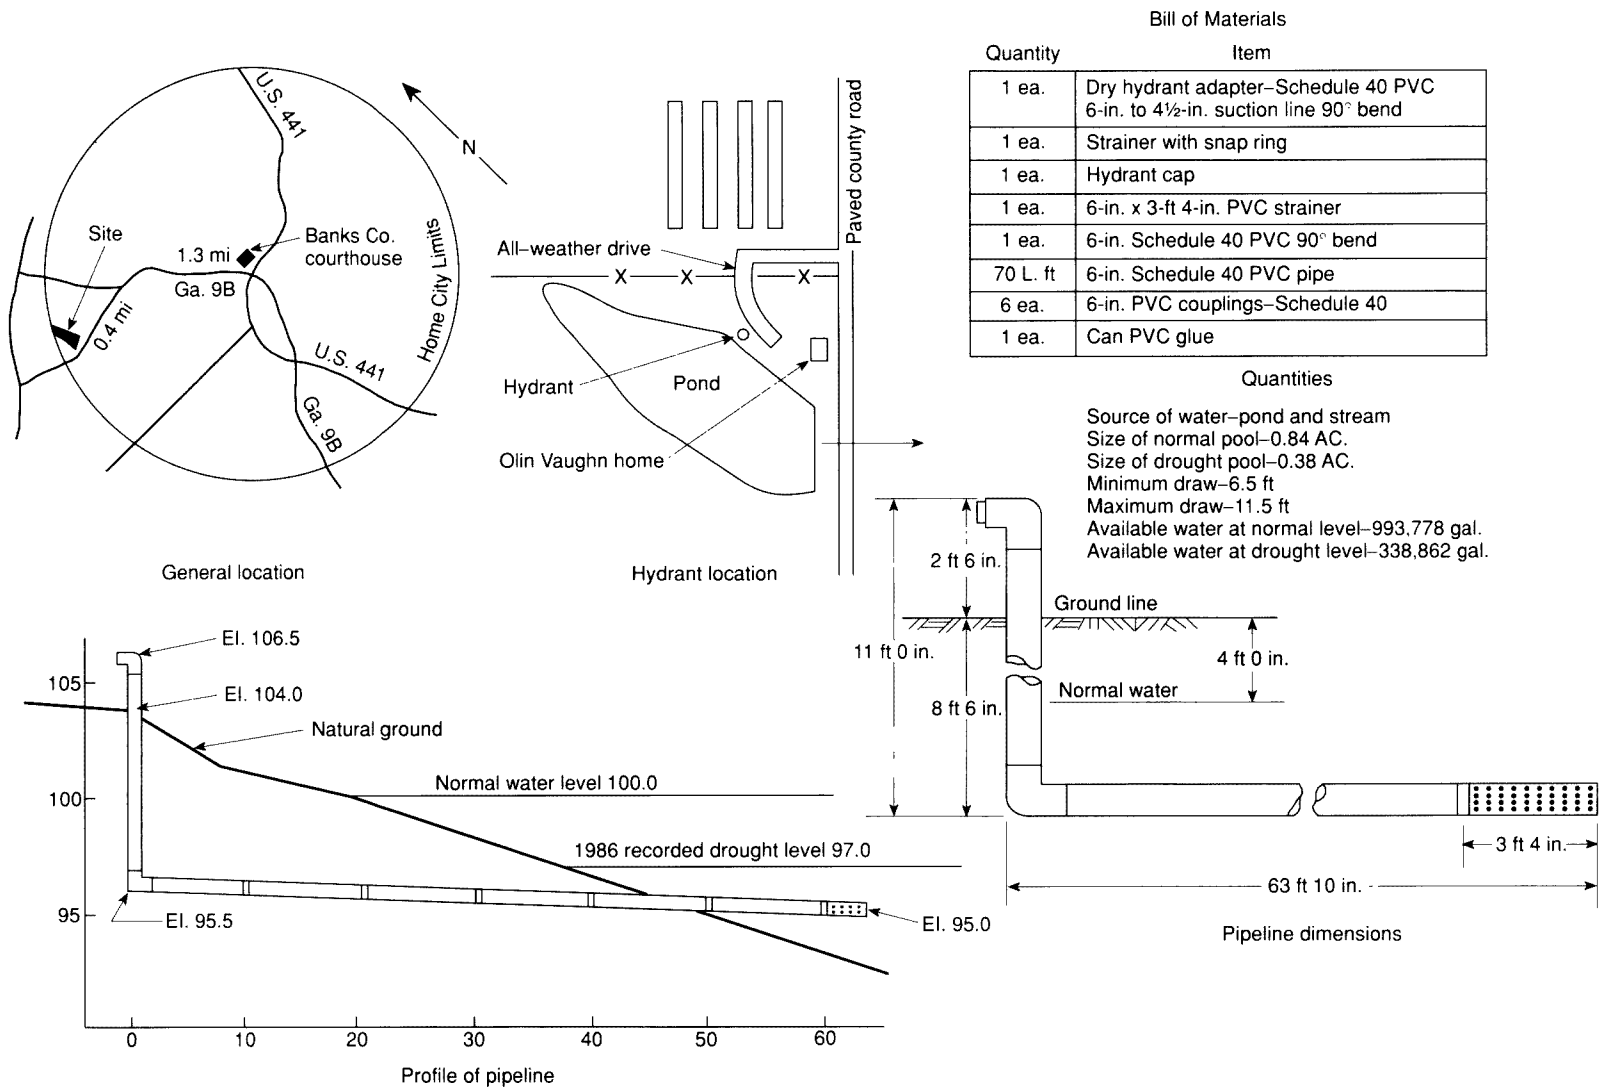 U.S. 441
N
Site
1.3 mi
Banks Co.
courthouse
Ga. 9B
0.4 mi
Home City Limits
U.S. 441
Ga. 9B
General location
Paved county road
All–weather drive
X
X
X
Hydrant
Pond
Olin Vaughn home
Hydrant location
Bill of Materials
Quantity Item
1 ea. Dry hydrant adapter–Schedule 40 PVC
6-in. to 4½-in. suction line 90° bend
1 ea. Strainer with snap ring
1 ea. Hydrant cap
1 ea. 6-in. x 3-ft 4-in. PVC strainer
1 ea. 6-in. Schedule 40 PVC 90° bend
70 L. ft 6-in. Schedule 40 PVC pipe
6 ea. 6-in. PVC couplings–Schedule 40
1 ea. Can PVC glue
Quantities
Source of water–pond and stream
Size of normal pool–0.84 AC.
Size of drought pool–0.38 AC.
Minimum draw–6.5 ft
Maximum draw–11.5 ft
Available water at normal level–993,778 gal.
Available water at drought level–338,862 gal.
2 ft 6 in.
Ground line
11 ft 0 in.
4 ft 0 in.
Normal water
8 ft 6 in.
3 ft 4 in.
63 ft 10 in.
Pipeline dimensions
El. 106.5
105
El. 104.0
Natural ground
Normal water level 100.0
100
1986 recorded drought level 97.0
95
El. 95.5
El. 95.0
0 10 20 30 40 50 60
Profile of pipeline